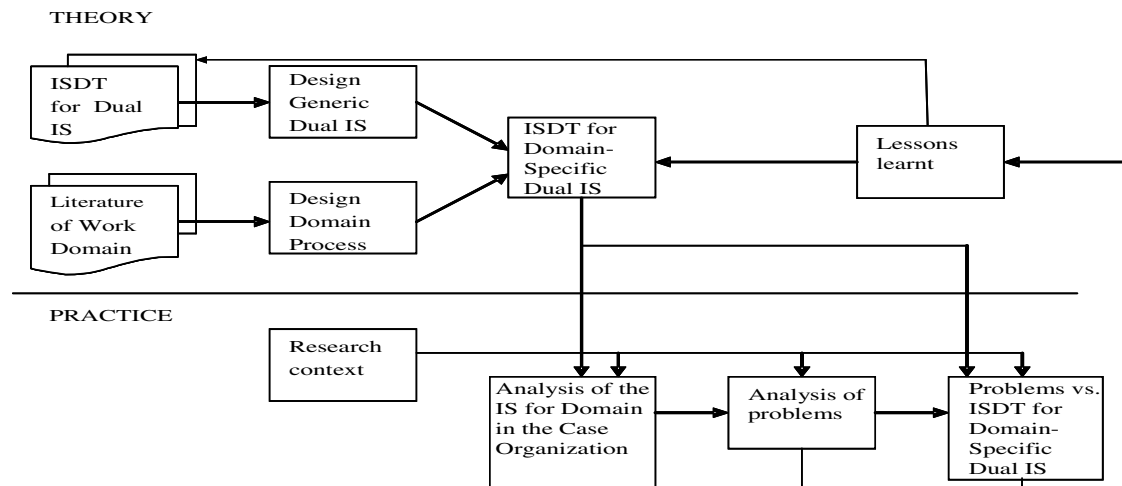 THEORY
ISDT
for Dual
IS
Design
Generic
Dual IS
ISDT for
Domain-
Specific
Dual IS
Lessons
learnt
Literature
of Work
Domain
Design
Domain
Process
PRACTICE
Research
context
Analysis of the
IS for Domain
in the Case
Organization
Analysis of
problems
Problems vs.
ISDT for
Domain-
Specific
Dual IS